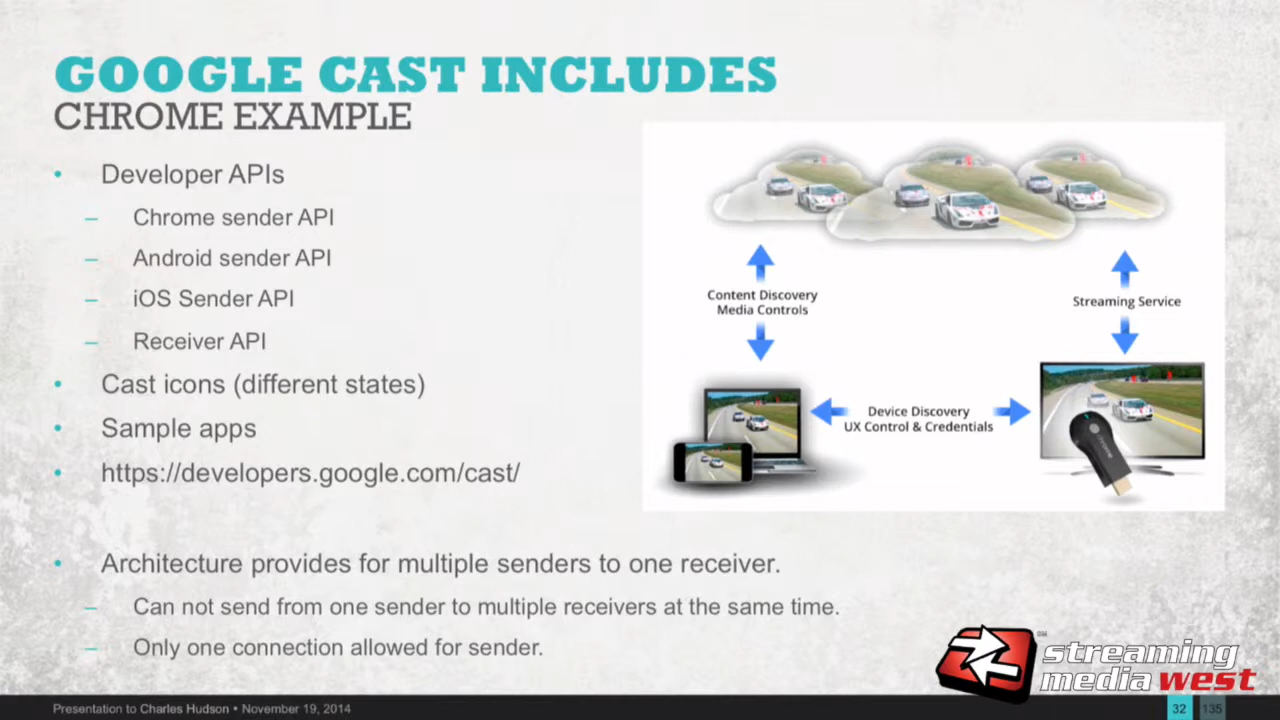 GOOGLE CAST INCLUDES
CHROME EXAMPLE
• Developer APIs
– Chrome sender API
– Android sender API
– iOS Sender API
– Receiver API
• Cast icons (different states)
• Sample apps
• https://developers.google.com/cast/
• Architecture provides for multiple senders to one receiver.
– Can not send from one sender to multiple receivers at the same time.
– Only one connection allowed for sender.
Content Discovery
Media Controls
Streaming Service
Device Discovery
UX Control & Credentials
chrome
SM
streaming
media west
Presentation to Charles Hudson • November 19, 2014
32 135